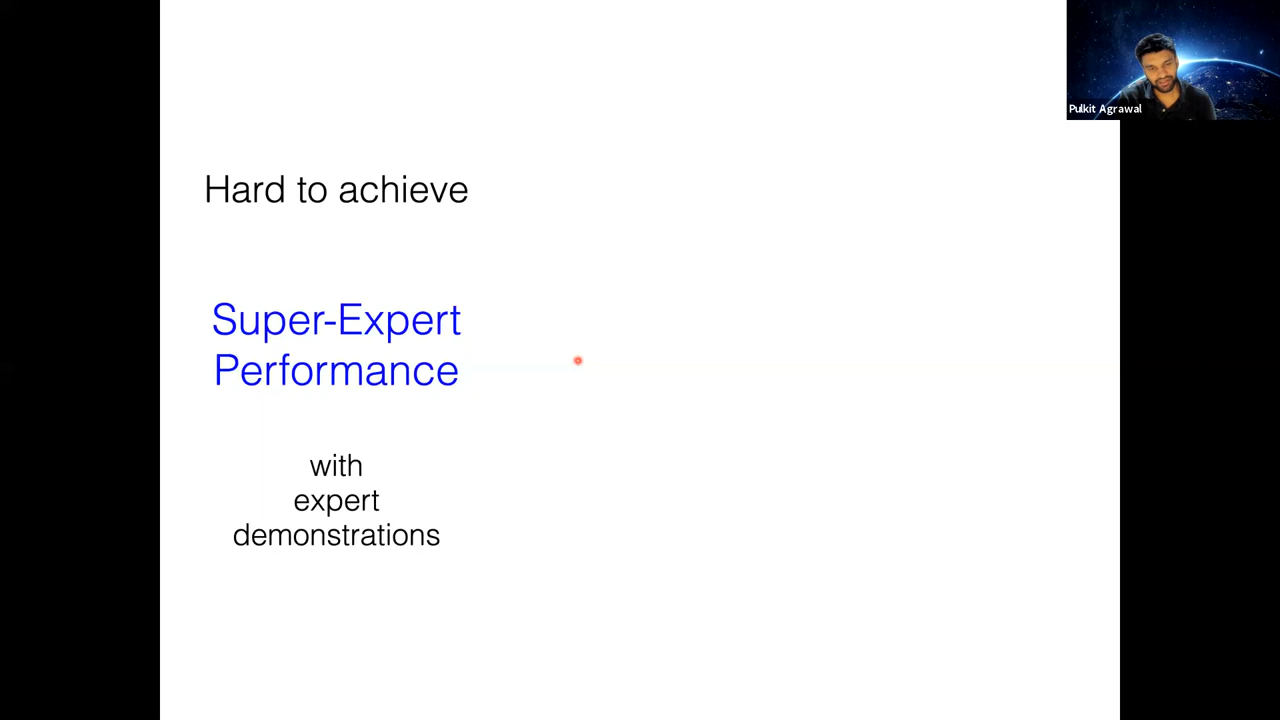 Pulkit Agrawal
Hard to achieve
Super-Expert
Performance
with
expert
demonstrations